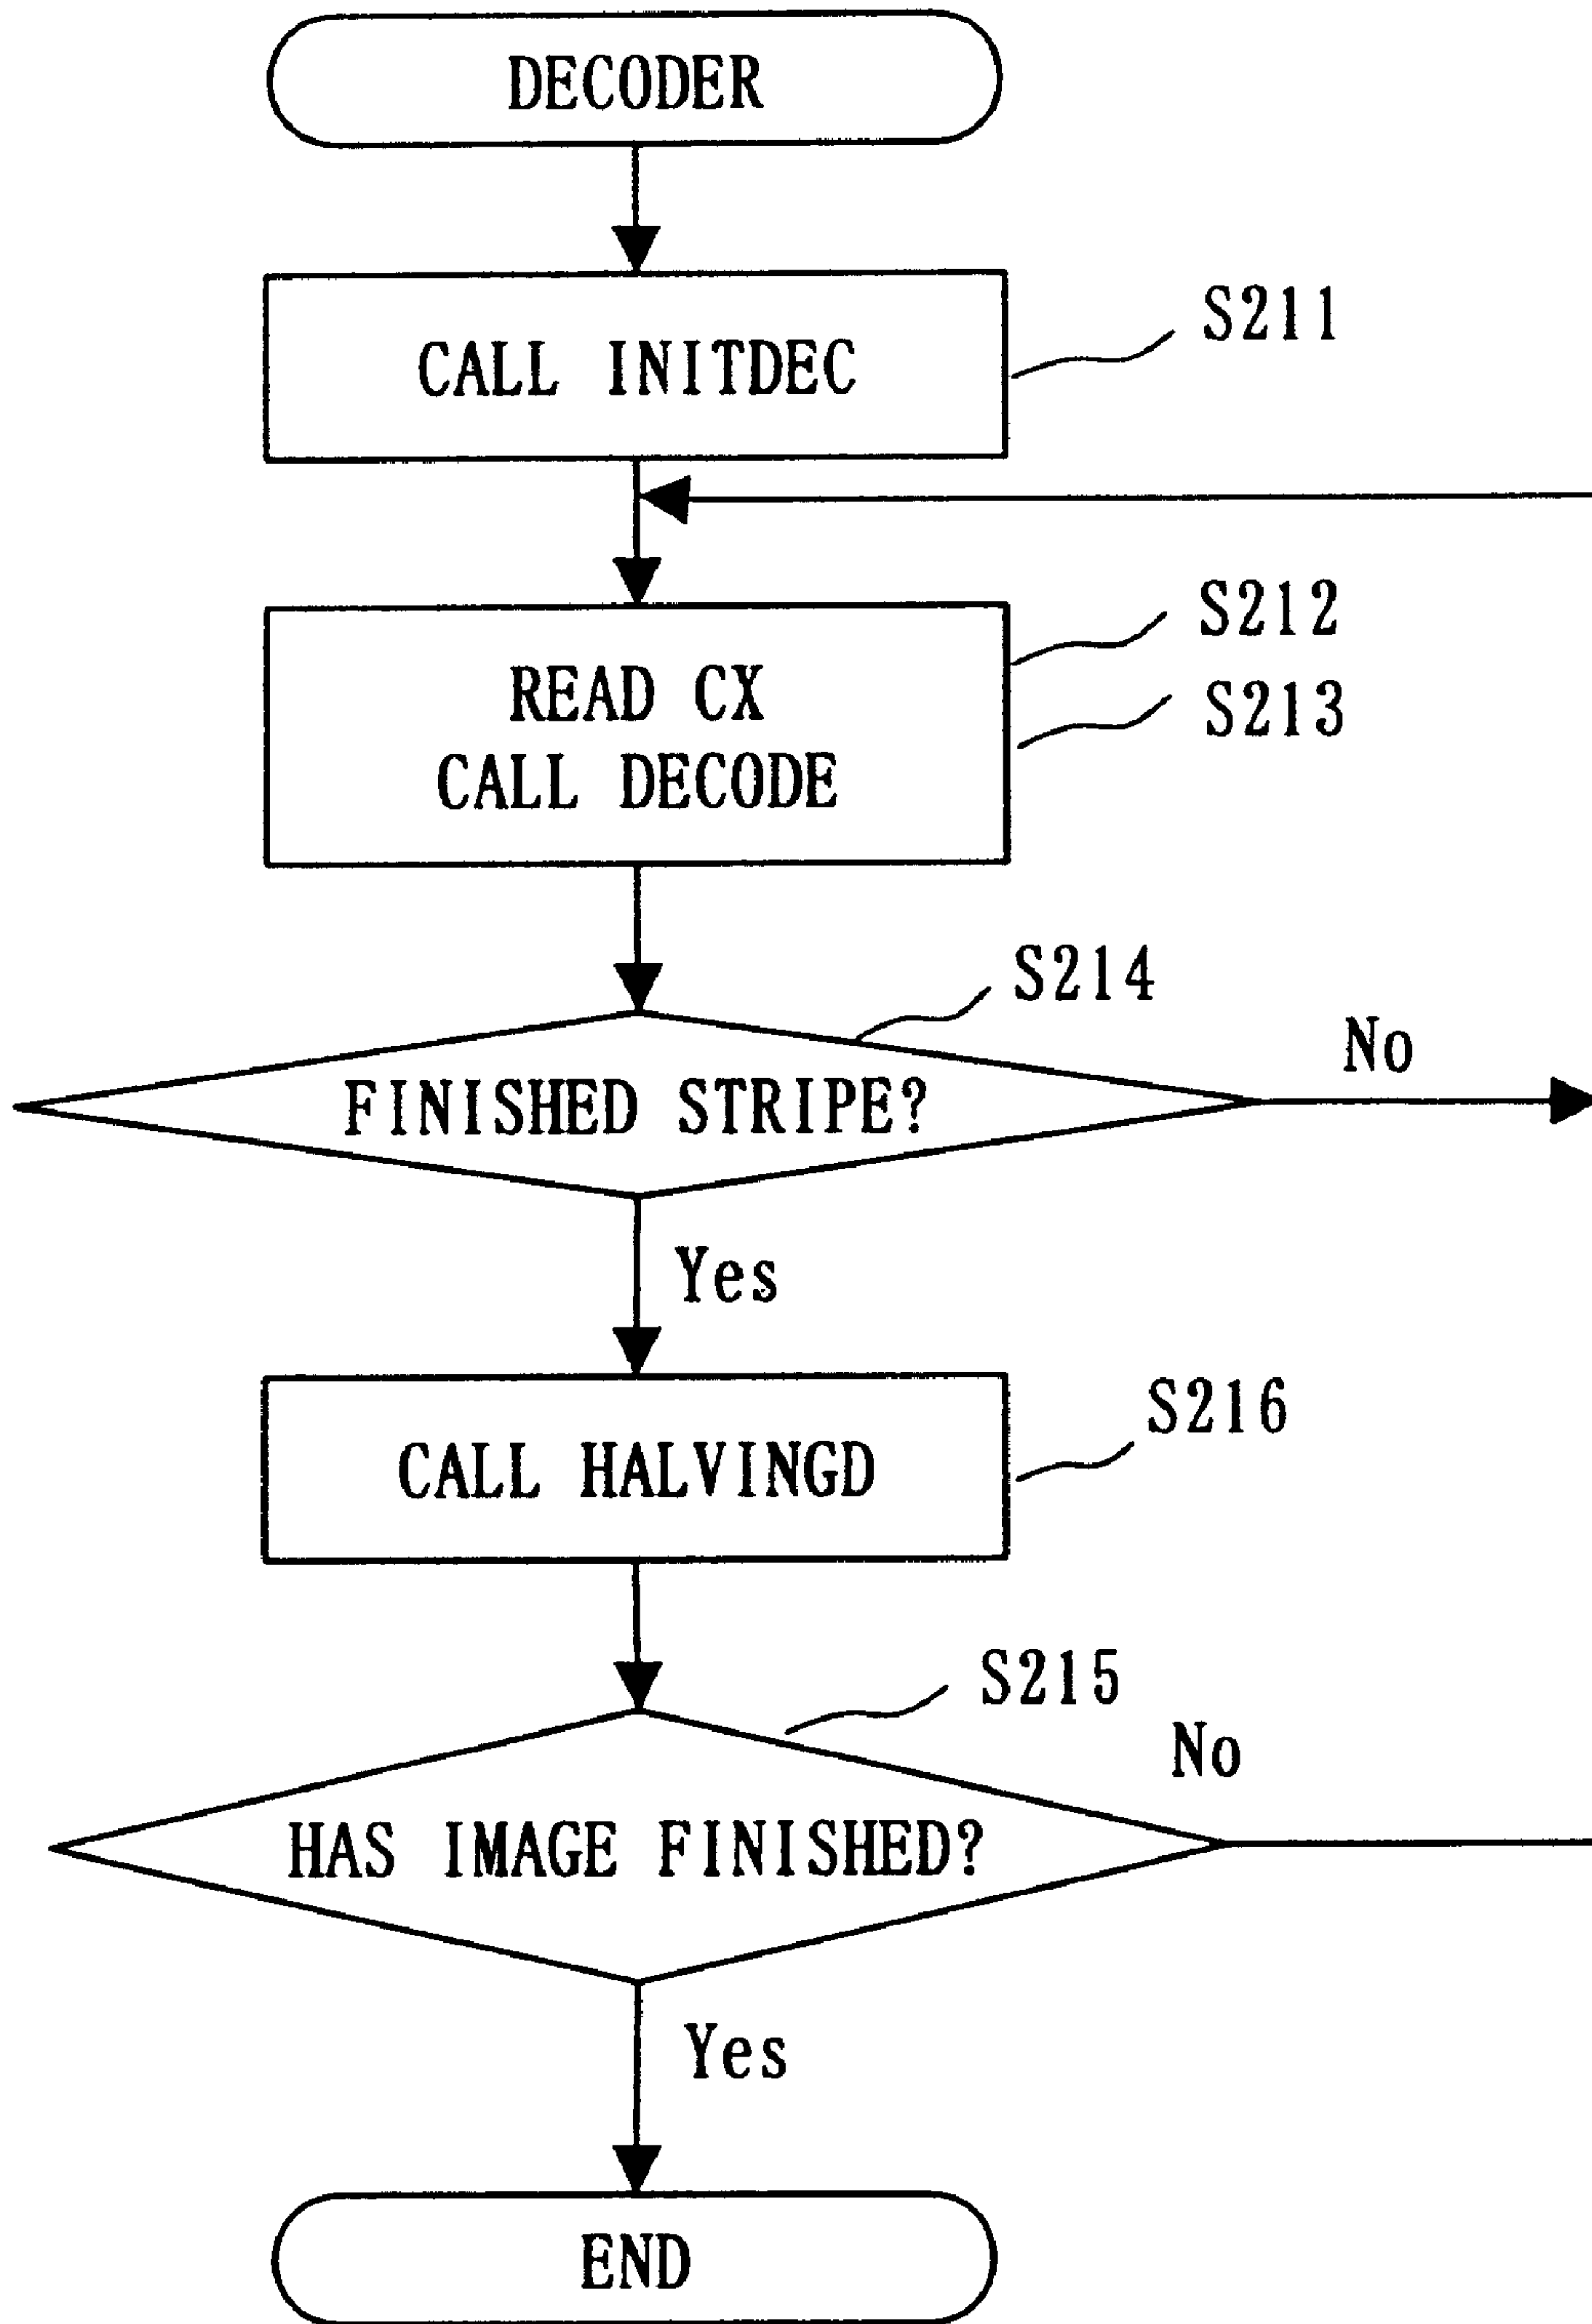 DECODER
CALL INITDEC
S211
READ CX
S212
CALL DECODE
S213
S214
FINISHED STRIPE?
No
Yes
CALL HALVINGD
S216
S215
HAS IMAGE FINISHED?
No
Yes
END